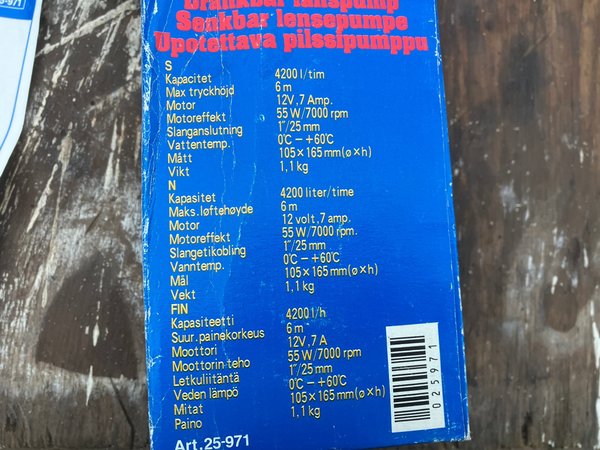 Dränkbar länspump
Senkbar lensepumpe
Upotettava pilssipumppu
S
Kapacitet 4200 l/tim
Max tryckhöjd 6 m
Motor 12V, 7 Amp.
Motoreffekt 55 W/7000 rpm
Slanganslutning 1"/25 mm
Vattentemp. 0°C – +60°C
Mått 105 x 165 mm (ø x h)
Vikt 1,1 kg
N
Kapasitet 4200 liter/time
Maks.løftehøyde 6 m
Motor 12 volt, 7 amp.
Motoreffekt 55 W/7000 rpm.
Slangetikobling 1"/25 mm
Vanntemp. 0°C – +60°C
Mål 105 x 165 mm (ø x h)
Vekt 1,1 kg
FIN
Kapasiteetti 4200 l/h
Suur.painekorkeus 6 m
Moottori 12V, 7 A
Moottorin teho 55 W/7000 rpm
Letkuliitäntä 1"/25 mm
Veden lämpö 0°C – +60°C
Mitat 105 x 165 mm (ø x h)
Paino 1,1 kg
Art. 25-971
025971